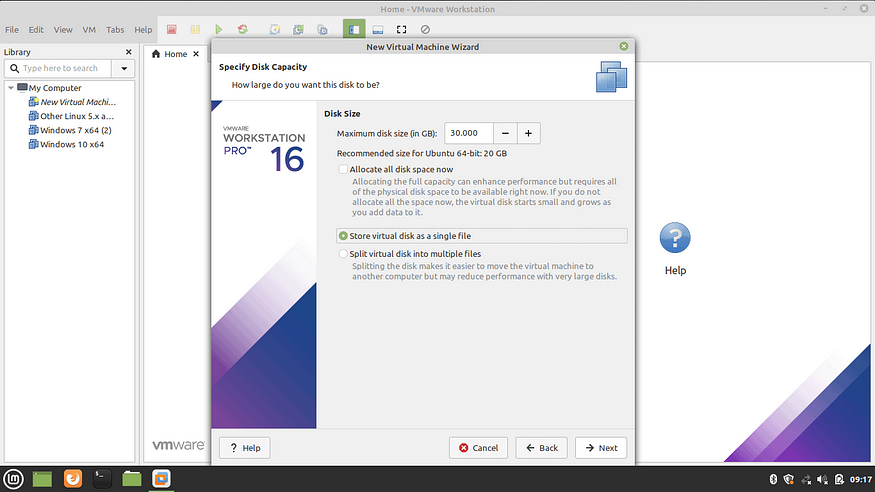 Home - VMware Workstation
File Edit View VM Tabs Help
Library
Type here to search
My Computer
New Virtual Machi...
Other Linux 5.x a...
Windows 7 x64 (2)
Windows 10 x64
Home
New Virtual Machine Wizard
Specify Disk Capacity
How large do you want this disk to be?
VMWARE
WORKSTATION
PRO™ 16
Disk Size
Maximum disk size (in GB): 30.000 − +
Recommended size for Ubuntu 64-bit: 20 GB
Allocate all disk space now
Allocating the full capacity can enhance performance but requires all
of the physical disk space to be available right now. If you do not
allocate all the space now, the virtual disk starts small and grows as
you add data to it.
Store virtual disk as a single file
Split virtual disk into multiple files
Splitting the disk makes it easier to move the virtual machine to
another computer but may reduce performance with very large disks.
? Help
Cancel
Back
Next
?
Help
vmware
09:17